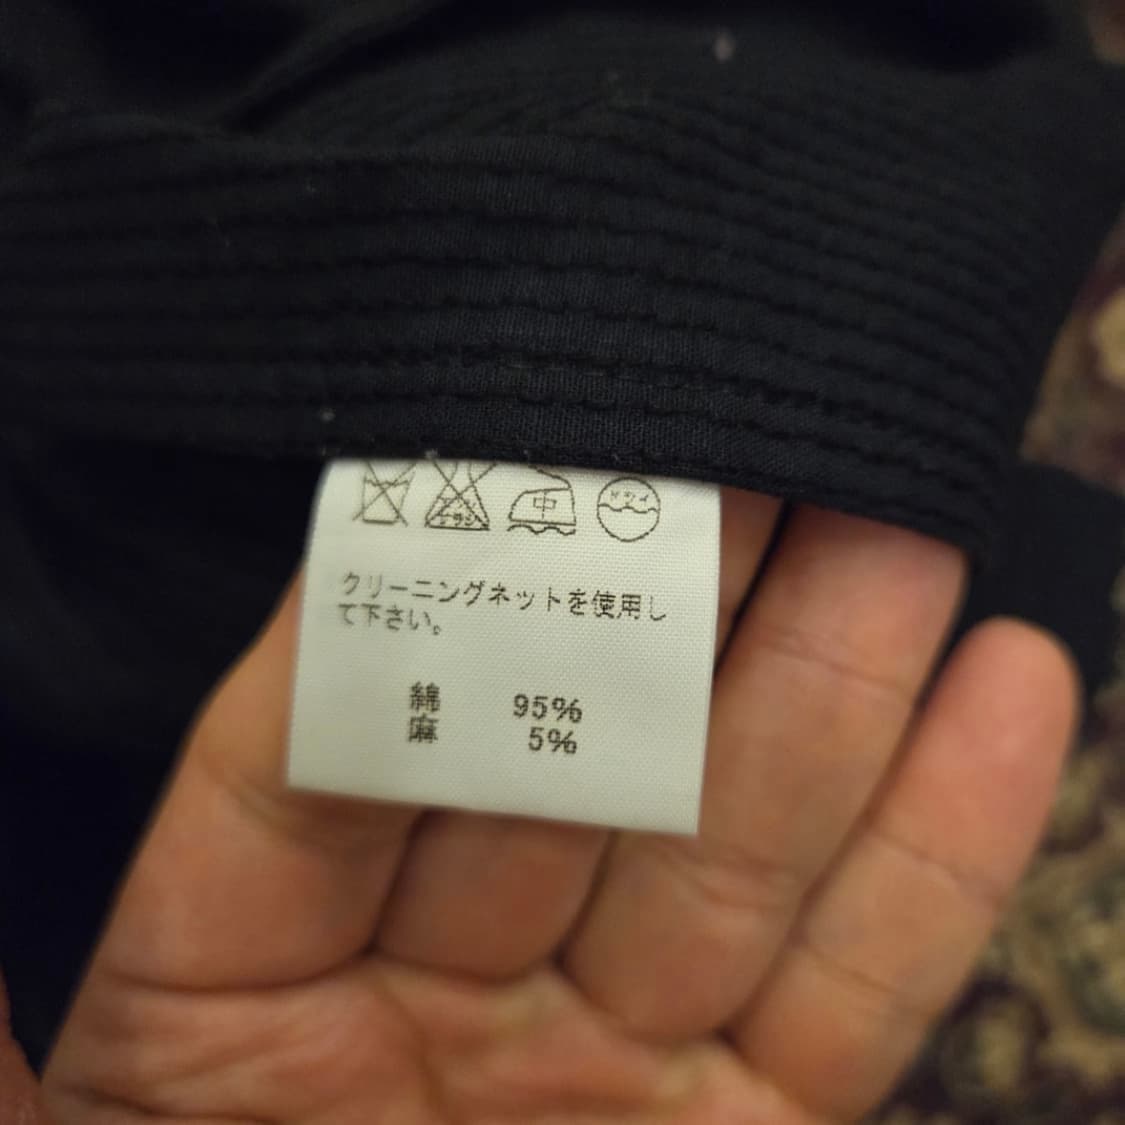 中 ドライ
クリーニングネットを使用し
て下さい。
綿 95%
麻 5%